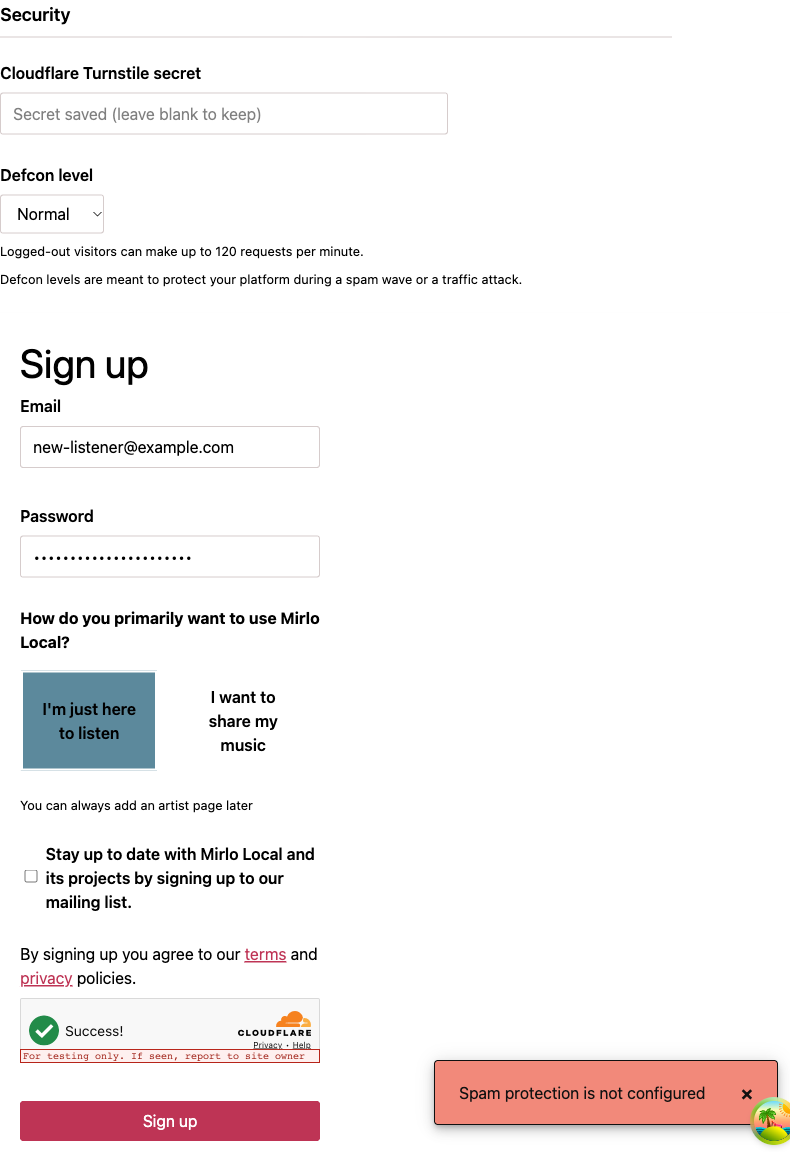 Security
Cloudflare Turnstile secret
Secret saved (leave blank to keep)
Defcon level
Normal
Logged-out visitors can make up to 120 requests per minute.
Defcon levels are meant to protect your platform during a spam wave or a traffic attack.
Sign up
Email
new-listener@example.com
Password
••••••••••••••••••••••
How do you primarily want to use Mirlo
Local?
I'm just here
to listen
I want to
share my
music
You can always add an artist page later
Stay up to date with Mirlo Local and
its projects by signing up to our
mailing list.
By signing up you agree to our terms and
privacy policies.
Success!
CLOUDFLARE
Privacy • Help
For testing only. If seen, report to site owner
Spam protection is not configured
Sign up